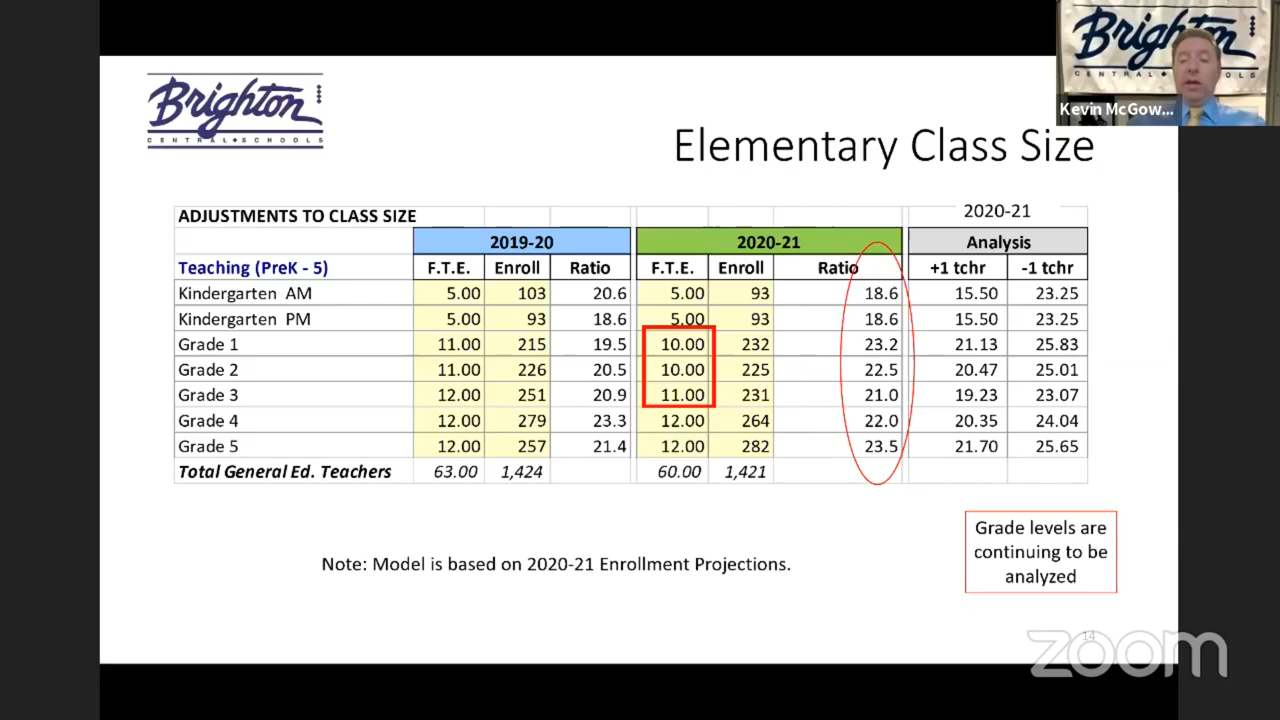 Brighton
CENTRAL SCHOOLS
Brighton
CENTRAL SCHOOLS
Kevin McGow...
Elementary Class Size
ADJUSTMENTS TO CLASS SIZE 2020-21
2019-20 2020-21 Analysis
Teaching (PreK - 5) F.T.E. Enroll Ratio F.T.E. Enroll Ratio +1 tchr -1 tchr
Kindergarten AM 5.00 103 20.6 5.00 93 18.6 15.50 23.25
Kindergarten PM 5.00 93 18.6 5.00 93 18.6 15.50 23.25
Grade 1 11.00 215 19.5 10.00 232 23.2 21.13 25.83
Grade 2 11.00 226 20.5 10.00 225 22.5 20.47 25.01
Grade 3 12.00 251 20.9 11.00 231 21.0 19.23 23.07
Grade 4 12.00 279 23.3 12.00 264 22.0 20.35 24.04
Grade 5 12.00 257 21.4 12.00 282 23.5 21.70 25.65
Total General Ed. Teachers 63.00 1,424 60.00 1,421
Grade levels are
continuing to be
analyzed
Note: Model is based on 2020-21 Enrollment Projections.
14
zoom